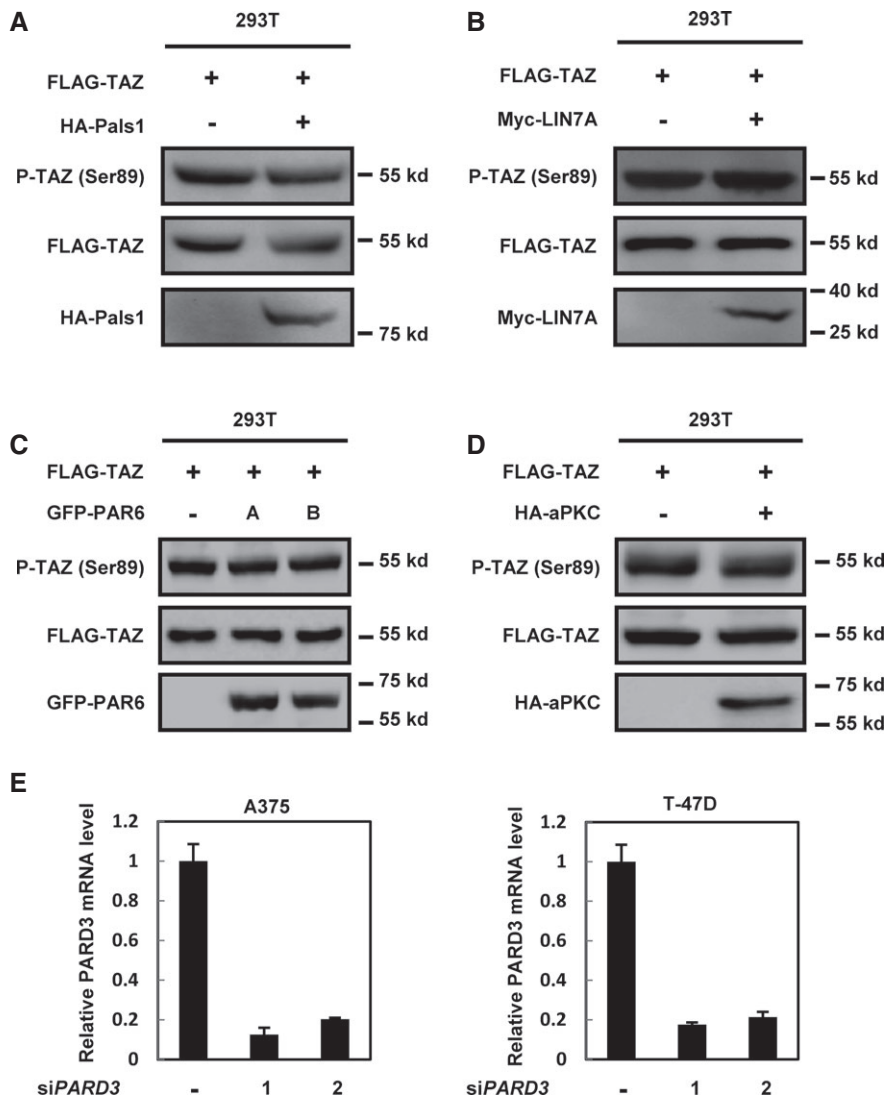 A
293T
FLAG-TAZ + +
HA-Pals1 - +
P-TAZ (Ser89) 55 kd
FLAG-TAZ 55 kd
HA-Pals1 75 kd
B
293T
FLAG-TAZ + +
Myc-LIN7A - +
P-TAZ (Ser89) 55 kd
FLAG-TAZ 55 kd
40 kd
Myc-LIN7A
25 kd
C
293T
FLAG-TAZ + + +
GFP-PAR6 - A B
P-TAZ (Ser89) 55 kd
FLAG-TAZ 55 kd
75 kd
GFP-PAR6
55 kd
D
293T
FLAG-TAZ + +
HA-aPKC - +
P-TAZ (Ser89) 55 kd
FLAG-TAZ 55 kd
75 kd
HA-aPKC
55 kd
E
A375
Relative PARD3 mRNA level
1.2
1
0.8
0.6
0.4
0.2
0
siPARD3 - 1 2
T-47D
Relative PARD3 mRNA level
1.2
1
0.8
0.6
0.4
0.2
0
siPARD3 - 1 2